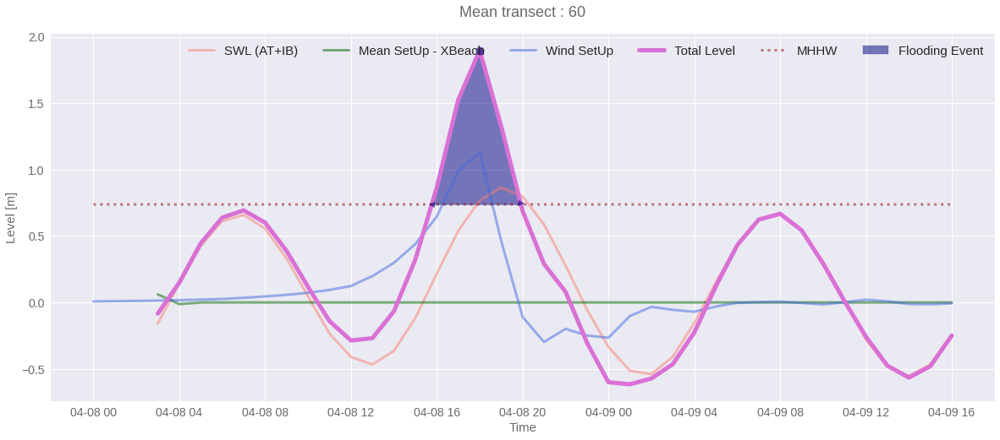 Mean transect : 60
SWL (AT+IB) Mean SetUp - XBeach Wind SetUp Total Level MHHW Flooding Event
2.0
1.5
1.0
0.5
0.0
−0.5
Level [m]
04-08 00 04-08 04 04-08 08 04-08 12 04-08 16 04-08 20 04-09 00 04-09 04 04-09 08 04-09 12 04-09 16
Time